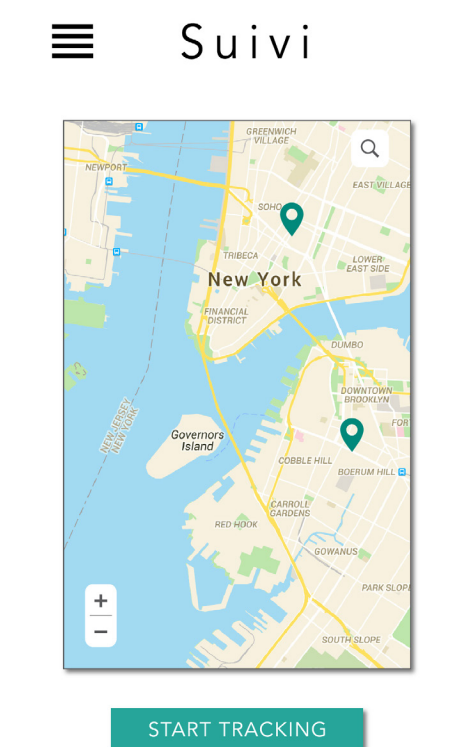 Suivi
GREENWICH
VILLAGE
NEWPORT
EAST VILLAGE
SOHO
TRIBECA
LOWER
EAST SIDE
New York
FINANCIAL
DISTRICT
DUMBO
DOWNTOWN
BROOKLYN
NEW JERSEY
NEW YORK
Governors
Island
FOR
COBBLE HILL
BOERUM HILL
CARROLL
GARDENS
RED HOOK
GOWANUS
PARK SLOPE
SOUTH SLOPE
+
−
START TRACKING